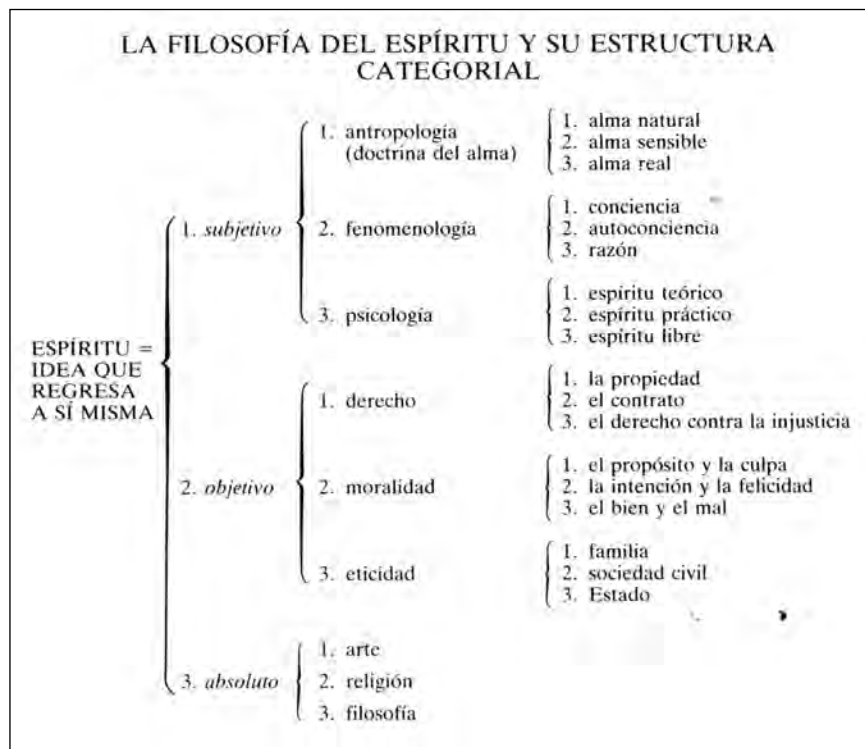 LA FILOSOFÍA DEL ESPÍRITU Y SU ESTRUCTURA
CATEGORIAL
ESPÍRITU =
IDEA QUE
REGRESA
A SÍ MISMA
1. subjetivo
1. antropología
(doctrina del alma)
1. alma natural
2. alma sensible
3. alma real
2. fenomenología
1. conciencia
2. autoconciencia
3. razón
3. psicología
1. espíritu teórico
2. espíritu práctico
3. espíritu libre
2. objetivo
1. derecho
1. la propiedad
2. el contrato
3. el derecho contra la injusticia
2. moralidad
1. el propósito y la culpa
2. la intención y la felicidad
3. el bien y el mal
3. eticidad
1. familia
2. sociedad civil
3. Estado
3. absoluto
1. arte
2. religión
3. filosofía